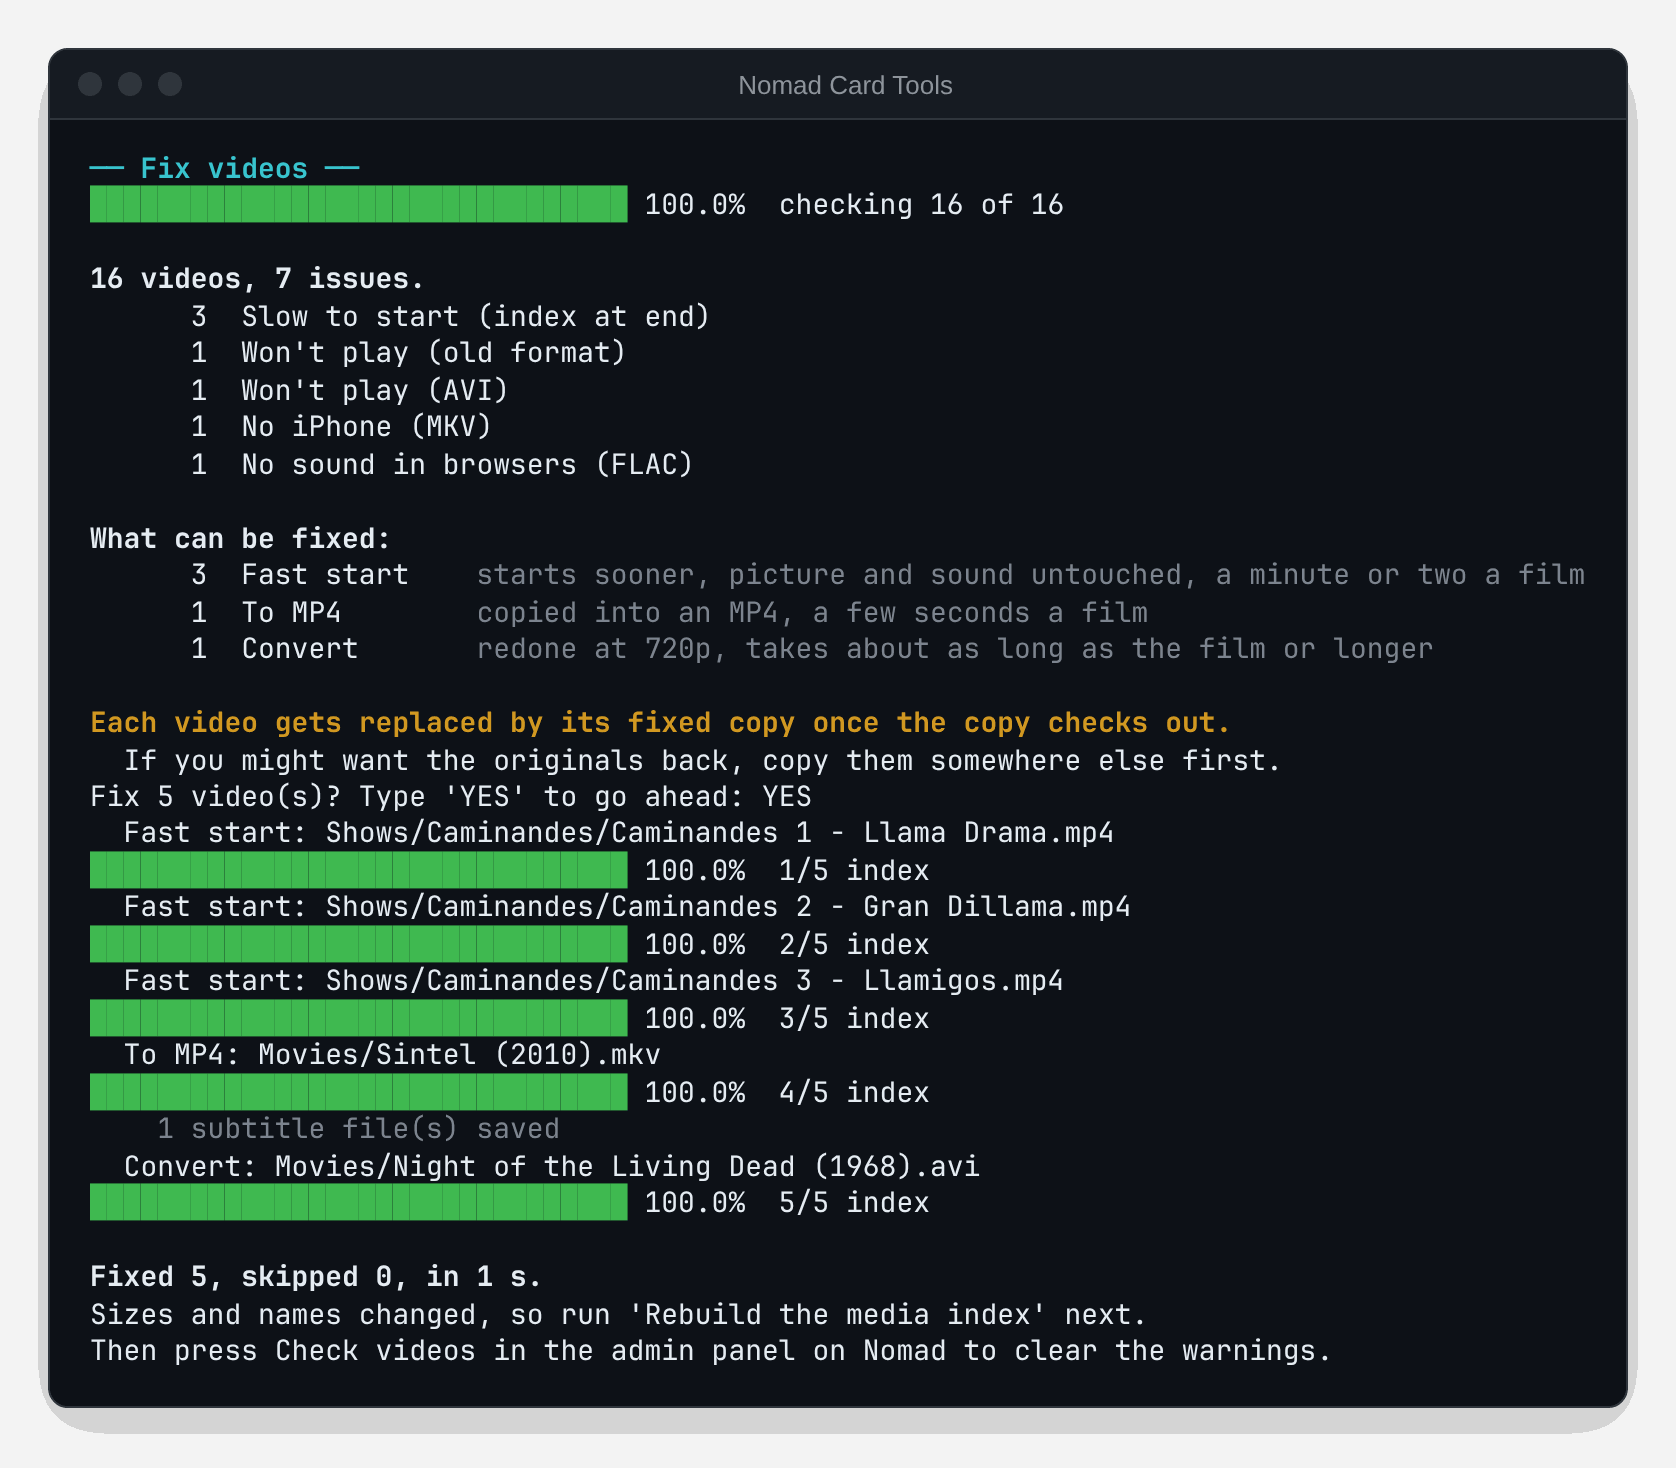 Nomad Card Tools
── Fix videos ──
100.0%  checking 16 of 16
16 videos, 7 issues.
3  Slow to start (index at end)
1  Won't play (old format)
1  Won't play (AVI)
1  No iPhone (MKV)
1  No sound in browsers (FLAC)
What can be fixed:
3  Fast start    starts sooner, picture and sound untouched, a minute or two a film
1  To MP4        copied into an MP4, a few seconds a film
1  Convert       redone at 720p, takes about as long as the film or longer
Each video gets replaced by its fixed copy once the copy checks out.
If you might want the originals back, copy them somewhere else first.
Fix 5 video(s)? Type 'YES' to go ahead: YES
Fast start: Shows/Caminandes/Caminandes 1 - Llama Drama.mp4
100.0%  1/5 index
Fast start: Shows/Caminandes/Caminandes 2 - Gran Dillama.mp4
100.0%  2/5 index
Fast start: Shows/Caminandes/Caminandes 3 - Llamigos.mp4
100.0%  3/5 index
To MP4: Movies/Sintel (2010).mkv
100.0%  4/5 index
1 subtitle file(s) saved
Convert: Movies/Night of the Living Dead (1968).avi
100.0%  5/5 index
Fixed 5, skipped 0, in 1 s.
Sizes and names changed, so run 'Rebuild the media index' next.
Then press Check videos in the admin panel on Nomad to clear the warnings.